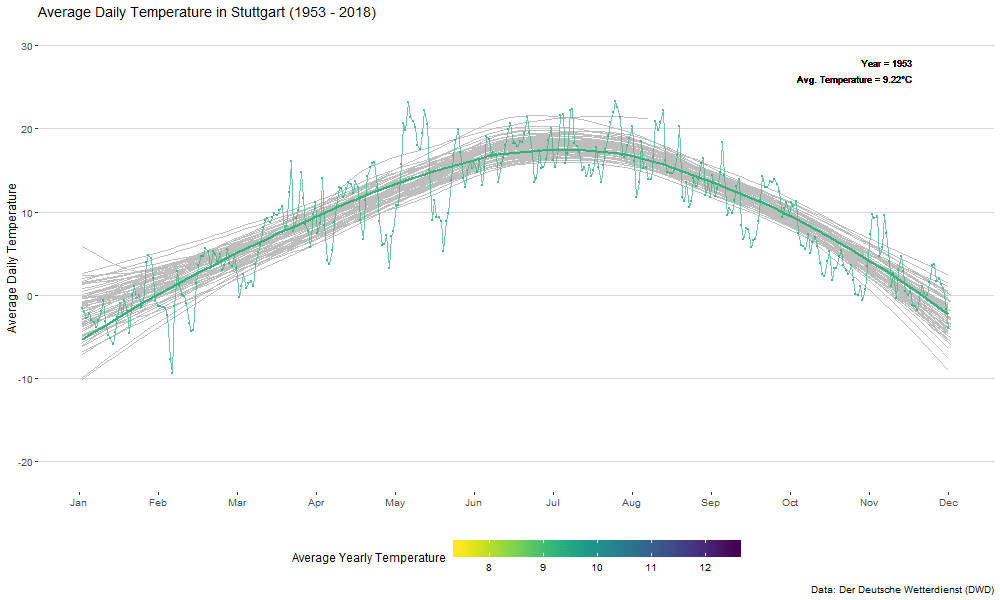 Average Daily Temperature in Stuttgart (1953 - 2018)
30
Year = 1953
Avg. Temperature = 9.22°C
20
10
0
-10
-20
Average Daily Temperature
Jan Feb Mar Apr May Jun Jul Aug Sep Oct Nov Dec
Average Yearly Temperature
8 9 10 11 12
Data: Der Deutsche Wetterdienst (DWD)